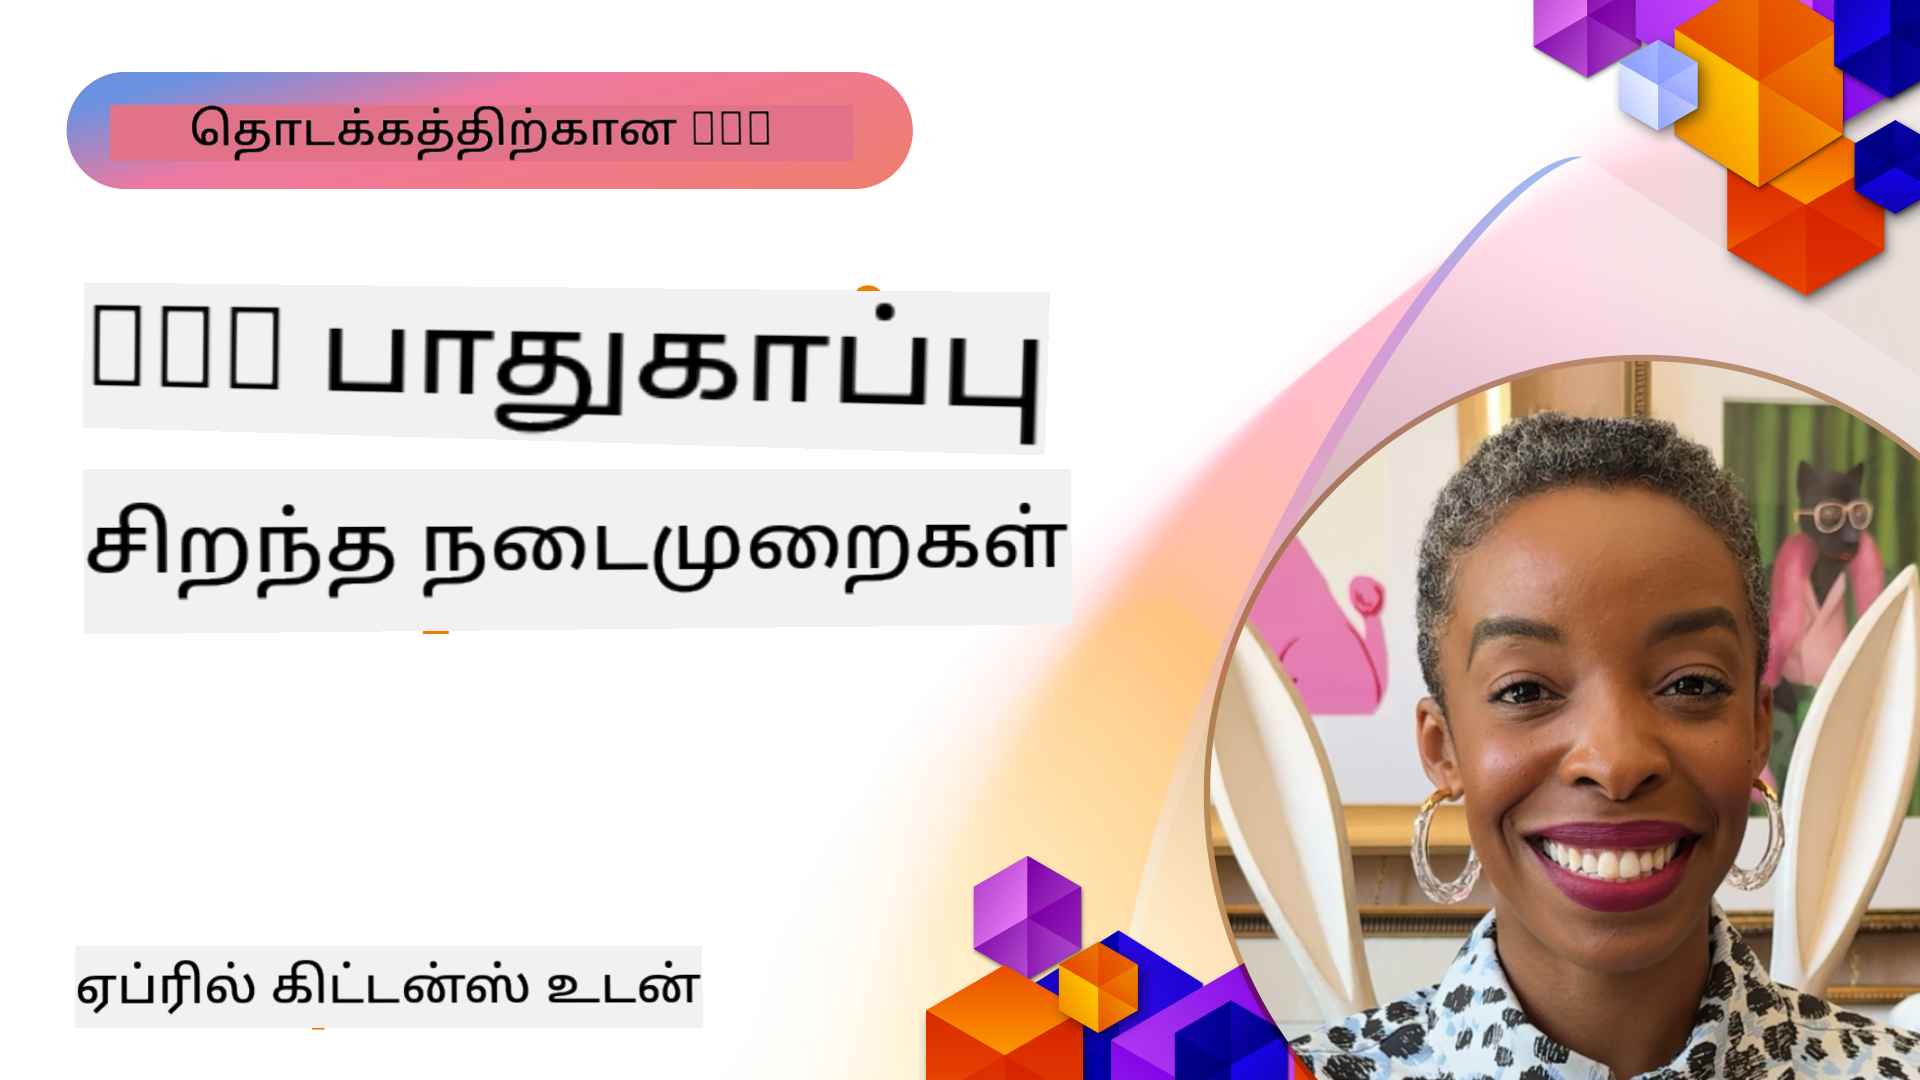 தொடக்கத்திற்கான
பாதுகாப்பு
சிறந்த நடைமுறைகள்
ஏப்ரில் கிட்டன்ஸ் உடன்